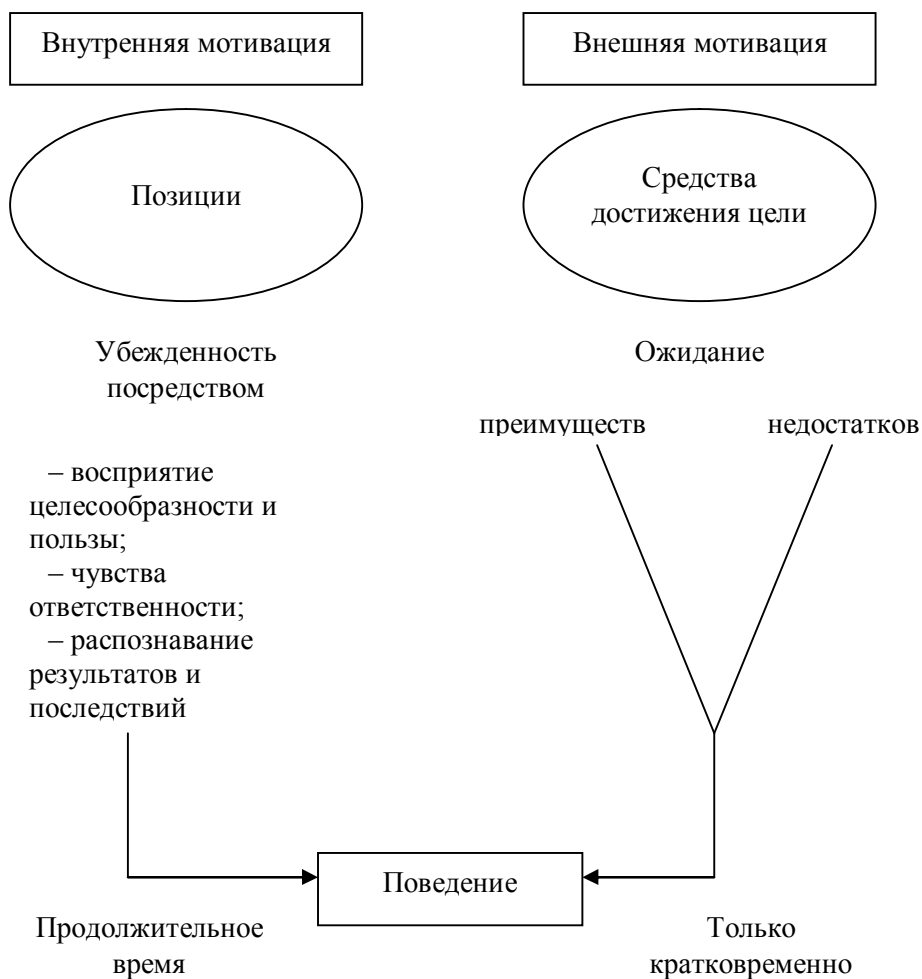 Внутренняя мотивация
Внешняя мотивация
Позиции
Средства
достижения цели
Убежденность
посредством
Ожидание
преимуществ
недостатков
– восприятие
целесообразности и
пользы;
– чувства
ответственности;
– распознавание
результатов и
последствий
Поведение
Продолжительное
время
Только
кратковременно